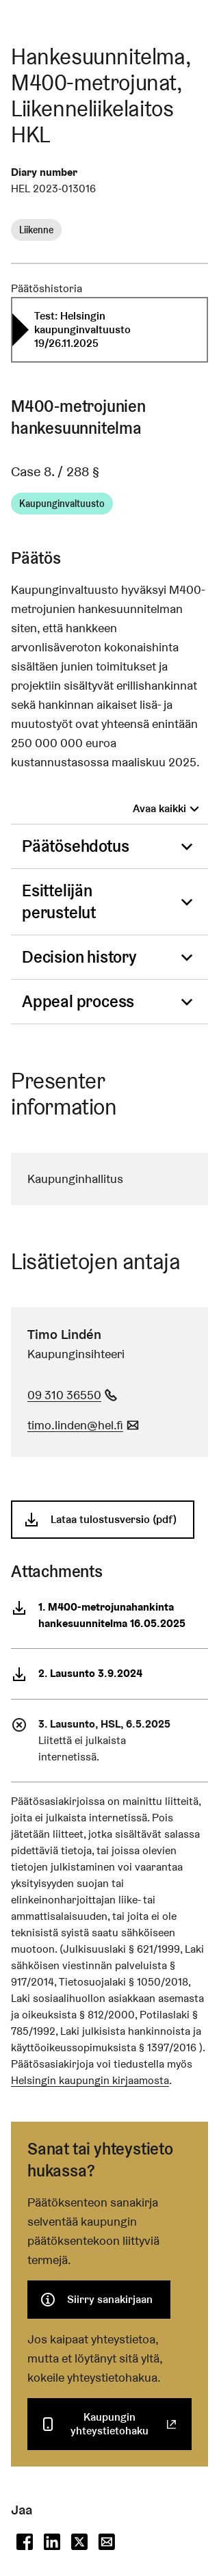 Hankesuunnitelma,
M400-metrojunat,
Liikenneliikelaitos
HKL
Diary number
HEL 2023-013016
Liikenne
Päätöshistoria
Test: Helsingin
kaupunginvaltuusto
19/26.11.2025
M400-metrojunien
hankesuunnitelma
Case 8. / 288 §
Kaupunginvaltuusto
Päätös
Kaupunginvaltuusto hyväksyi M400-
metrojunien hankesuunnitelman
siten, että hankkeen
arvonlisäveroton kokonaishinta
sisältäen junien toimitukset ja
projektiin sisältyvät erillishankinnat
sekä hankinnan aikaiset lisä- ja
muutostyöt ovat yhteensä enintään
250 000 000 euroa
kustannustasossa maaliskuu 2025.
Avaa kaikki
Päätösehdotus
Esittelijän
perustelut
Decision history
Appeal process
Presenter
information
Kaupunginhallitus
Lisätietojen antaja
Timo Lindén
Kaupunginsihteeri
09 310 36550
timo.linden@hel.fi
Lataa tulostusversio (pdf)
Attachments
1. M400-metrojunahankinta
hankesuunnitelma 16.05.2025
2. Lausunto 3.9.2024
3. Lausunto, HSL, 6.5.2025
Liitettä ei julkaista
internetissä.
Päätösasiakirjoissa on mainittu liitteitä,
joita ei julkaista internetissä. Pois
jätetään liitteet, jotka sisältävät salassa
pidettäviä tietoja, tai joissa olevien
tietojen julkistaminen voi vaarantaa
yksityisyyden suojan tai
elinkeinonharjoittajan liike- tai
ammattisalaisuuden, tai joita ei ole
teknisistä syistä saatu sähköiseen
muotoon. (Julkisuuslaki § 621/1999, Laki
sähköisen viestinnän palveluista §
917/2014, Tietosuojalaki § 1050/2018,
Laki sosiaalihuollon asiakkaan asemasta
ja oikeuksista § 812/2000, Potilaslaki §
785/1992, Laki julkisista hankinnoista ja
käyttöoikeussopimuksista § 1397/2016 ).
Päätösasiakirjoja voi tiedustella myös
Helsingin kaupungin kirjaamosta.
Sanat tai yhteystieto
hukassa?
Päätöksenteon sanakirja
selventää kaupungin
päätöksentekoon liittyviä
termejä.
Siirry sanakirjaan
Jos kaipaat yhteystietoa,
mutta et löytänyt sitä yltä,
kokeile yhteystietohakua.
Kaupungin
yhteystietohaku
Jaa